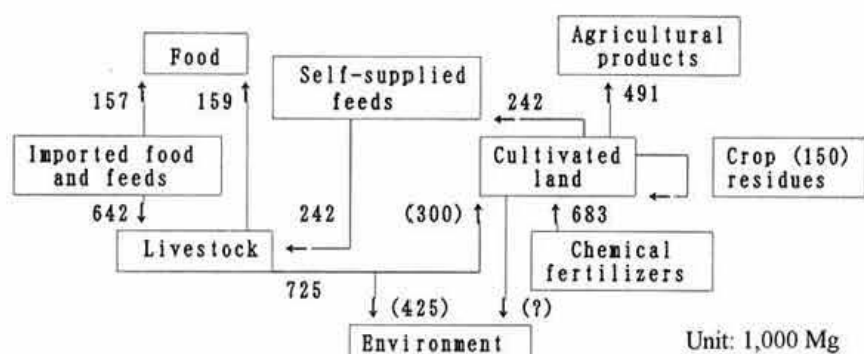 Food
Agricultural
products
Self-supplied
feeds
157
159
242
491
Imported food
and feeds
Cultivated
land
Crop (150)
residues
642
242
(300)
683
Livestock
Chemical
fertilizers
725
(425)
(?)
Environment
Unit: 1,000 Mg